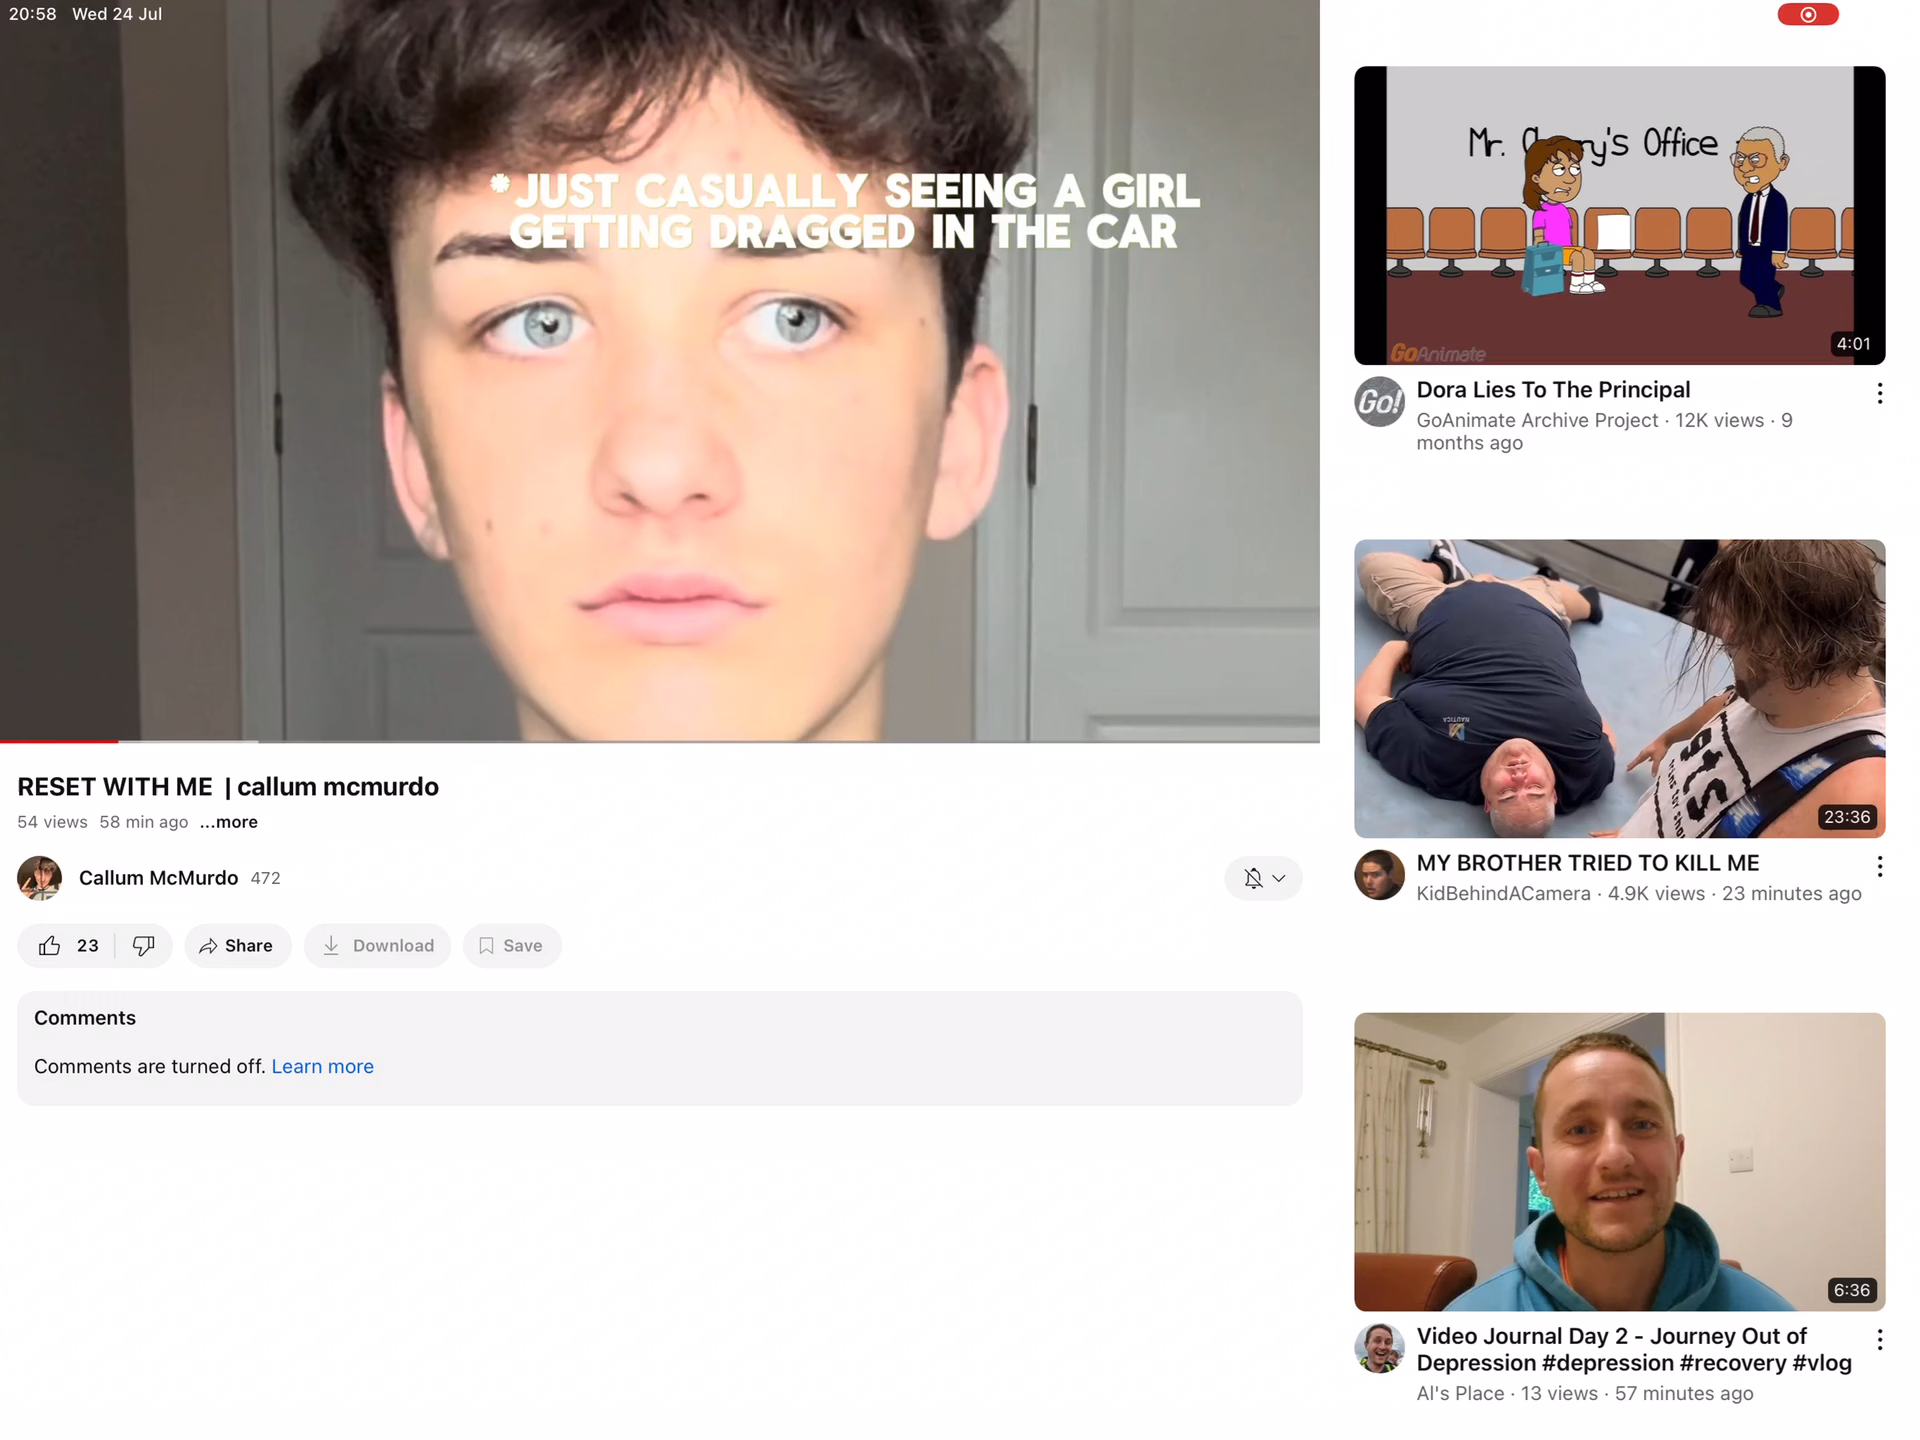 20:58 Wed 24 Jul
*JUST CASUALLY SEEING A GIRL
GETTING DRAGGED IN THE CAR
RESET WITH ME | callum mcmurdo
54 views 58 min ago ...more
Callum McMurdo 472
23
Share
Download
Save
Comments
Comments are turned off. Learn more
Mr.
Office
GoAnimate
4:01
Go!
Dora Lies To The Principal
GoAnimate Archive Project · 12K views · 9
months ago
NAUTICA
gts
23:36
MY BROTHER TRIED TO KILL ME
KidBehindACamera · 4.9K views · 23 minutes ago
6:36
Video Journal Day 2 - Journey Out of
Depression #depression #recovery #vlog
Al's Place · 13 views · 57 minutes ago